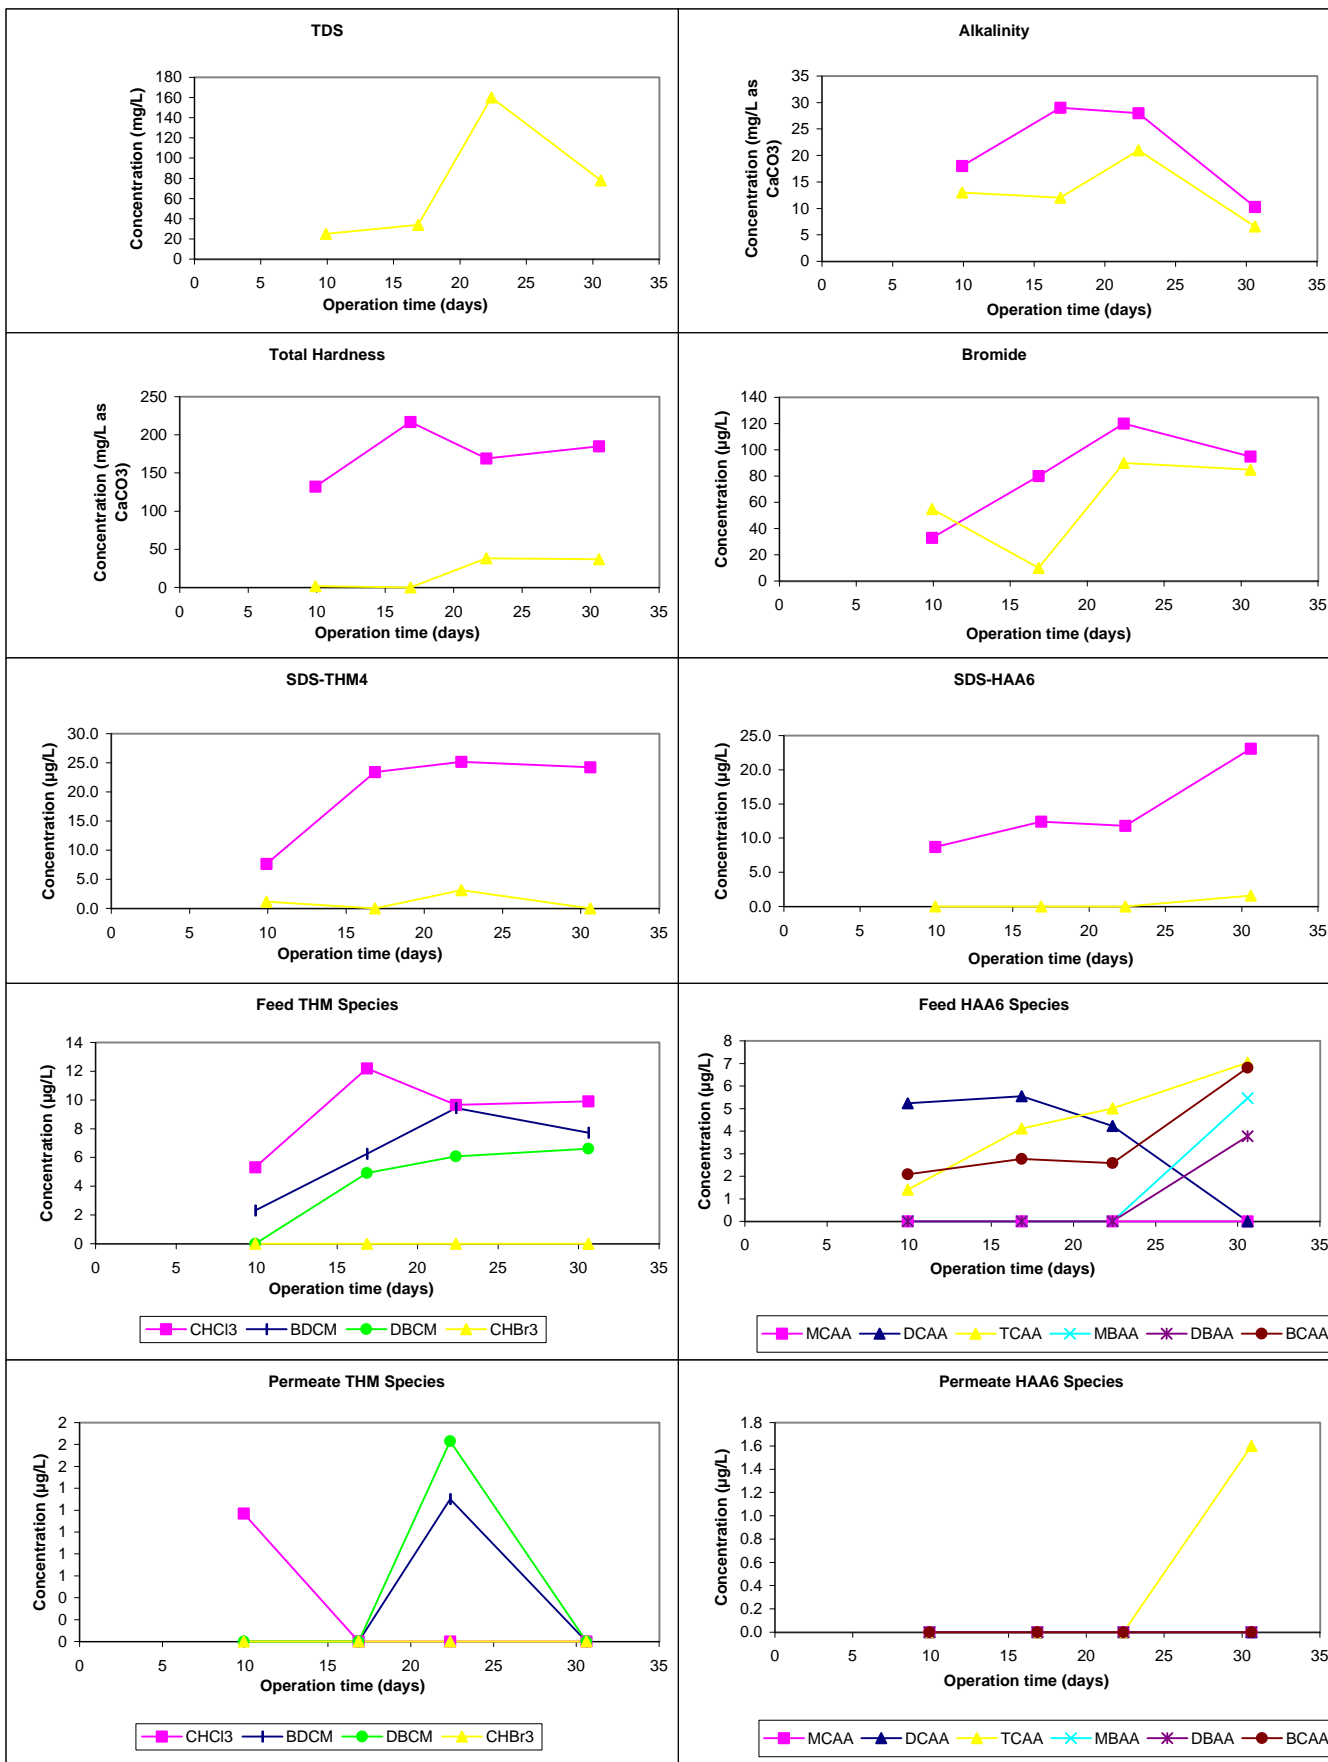 TDS
Concentration (mg/L)
180
160
140
120
100
80
60
40
20
0
0 5 10 15 20 25 30 35
Operation time (days)
Alkalinity
Concentration (mg/L as
CaCO3)
35
30
25
20
15
10
5
0
0 5 10 15 20 25 30 35
Operation time (days)
Total Hardness
Concentration (mg/L as
CaCO3)
250
200
150
100
50
0
0 5 10 15 20 25 30 35
Operation time (days)
Bromide
Concentration (µg/L)
140
120
100
80
60
40
20
0
0 5 10 15 20 25 30 35
Operation time (days)
SDS-THM4
Concentration (µg/L)
30.0
25.0
20.0
15.0
10.0
5.0
0.0
0 5 10 15 20 25 30 35
Operation time (days)
SDS-HAA6
Concentration (µg/L)
25.0
20.0
15.0
10.0
5.0
0.0
0 5 10 15 20 25 30 35
Operation time (days)
Feed THM Species
Concentration (µg/L)
14
12
10
8
6
4
2
0
0 5 10 15 20 25 30 35
Operation time (days)
CHCl3 BDCM DBCM CHBr3
Feed HAA6 Species
Concentration (µg/L)
8
7
6
5
4
3
2
1
0
0 5 10 15 20 25 30 35
Operation time (days)
MCAA DCAA TCAA MBAA DBAA BCAA
Permeate THM Species
Concentration (µg/L)
2
2
2
1
1
1
1
1
0
0
0
0 5 10 15 20 25 30 35
Operation time (days)
CHCl3 BDCM DBCM CHBr3
Permeate HAA6 Species
Concentration (µg/L)
1.8
1.6
1.4
1.2
1.0
0.8
0.6
0.4
0.2
0.0
0 5 10 15 20 25 30 35
Operation time (days)
MCAA DCAA TCAA MBAA DBAA BCAA